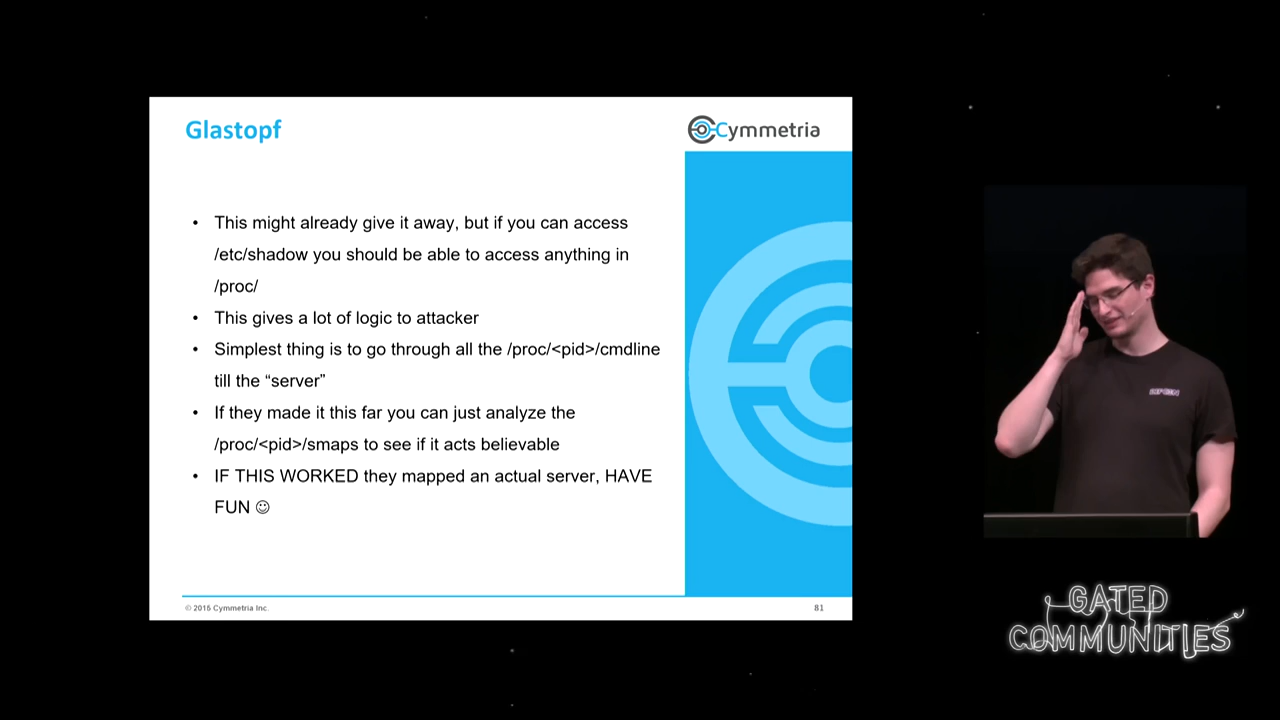 Glastopf
Cymmetria
• This might already give it away, but if you can access
/etc/shadow you should be able to access anything in
/proc/
• This gives a lot of logic to attacker
• Simplest thing is to go through all the /proc/<pid>/cmdline
till the “server”
• If they made it this far you can just analyze the
/proc/<pid>/smaps to see if it acts believable
• IF THIS WORKED they mapped an actual server, HAVE
FUN ☺
© 2015 Cymmetria Inc.
81
GATED
COMMUNITIES